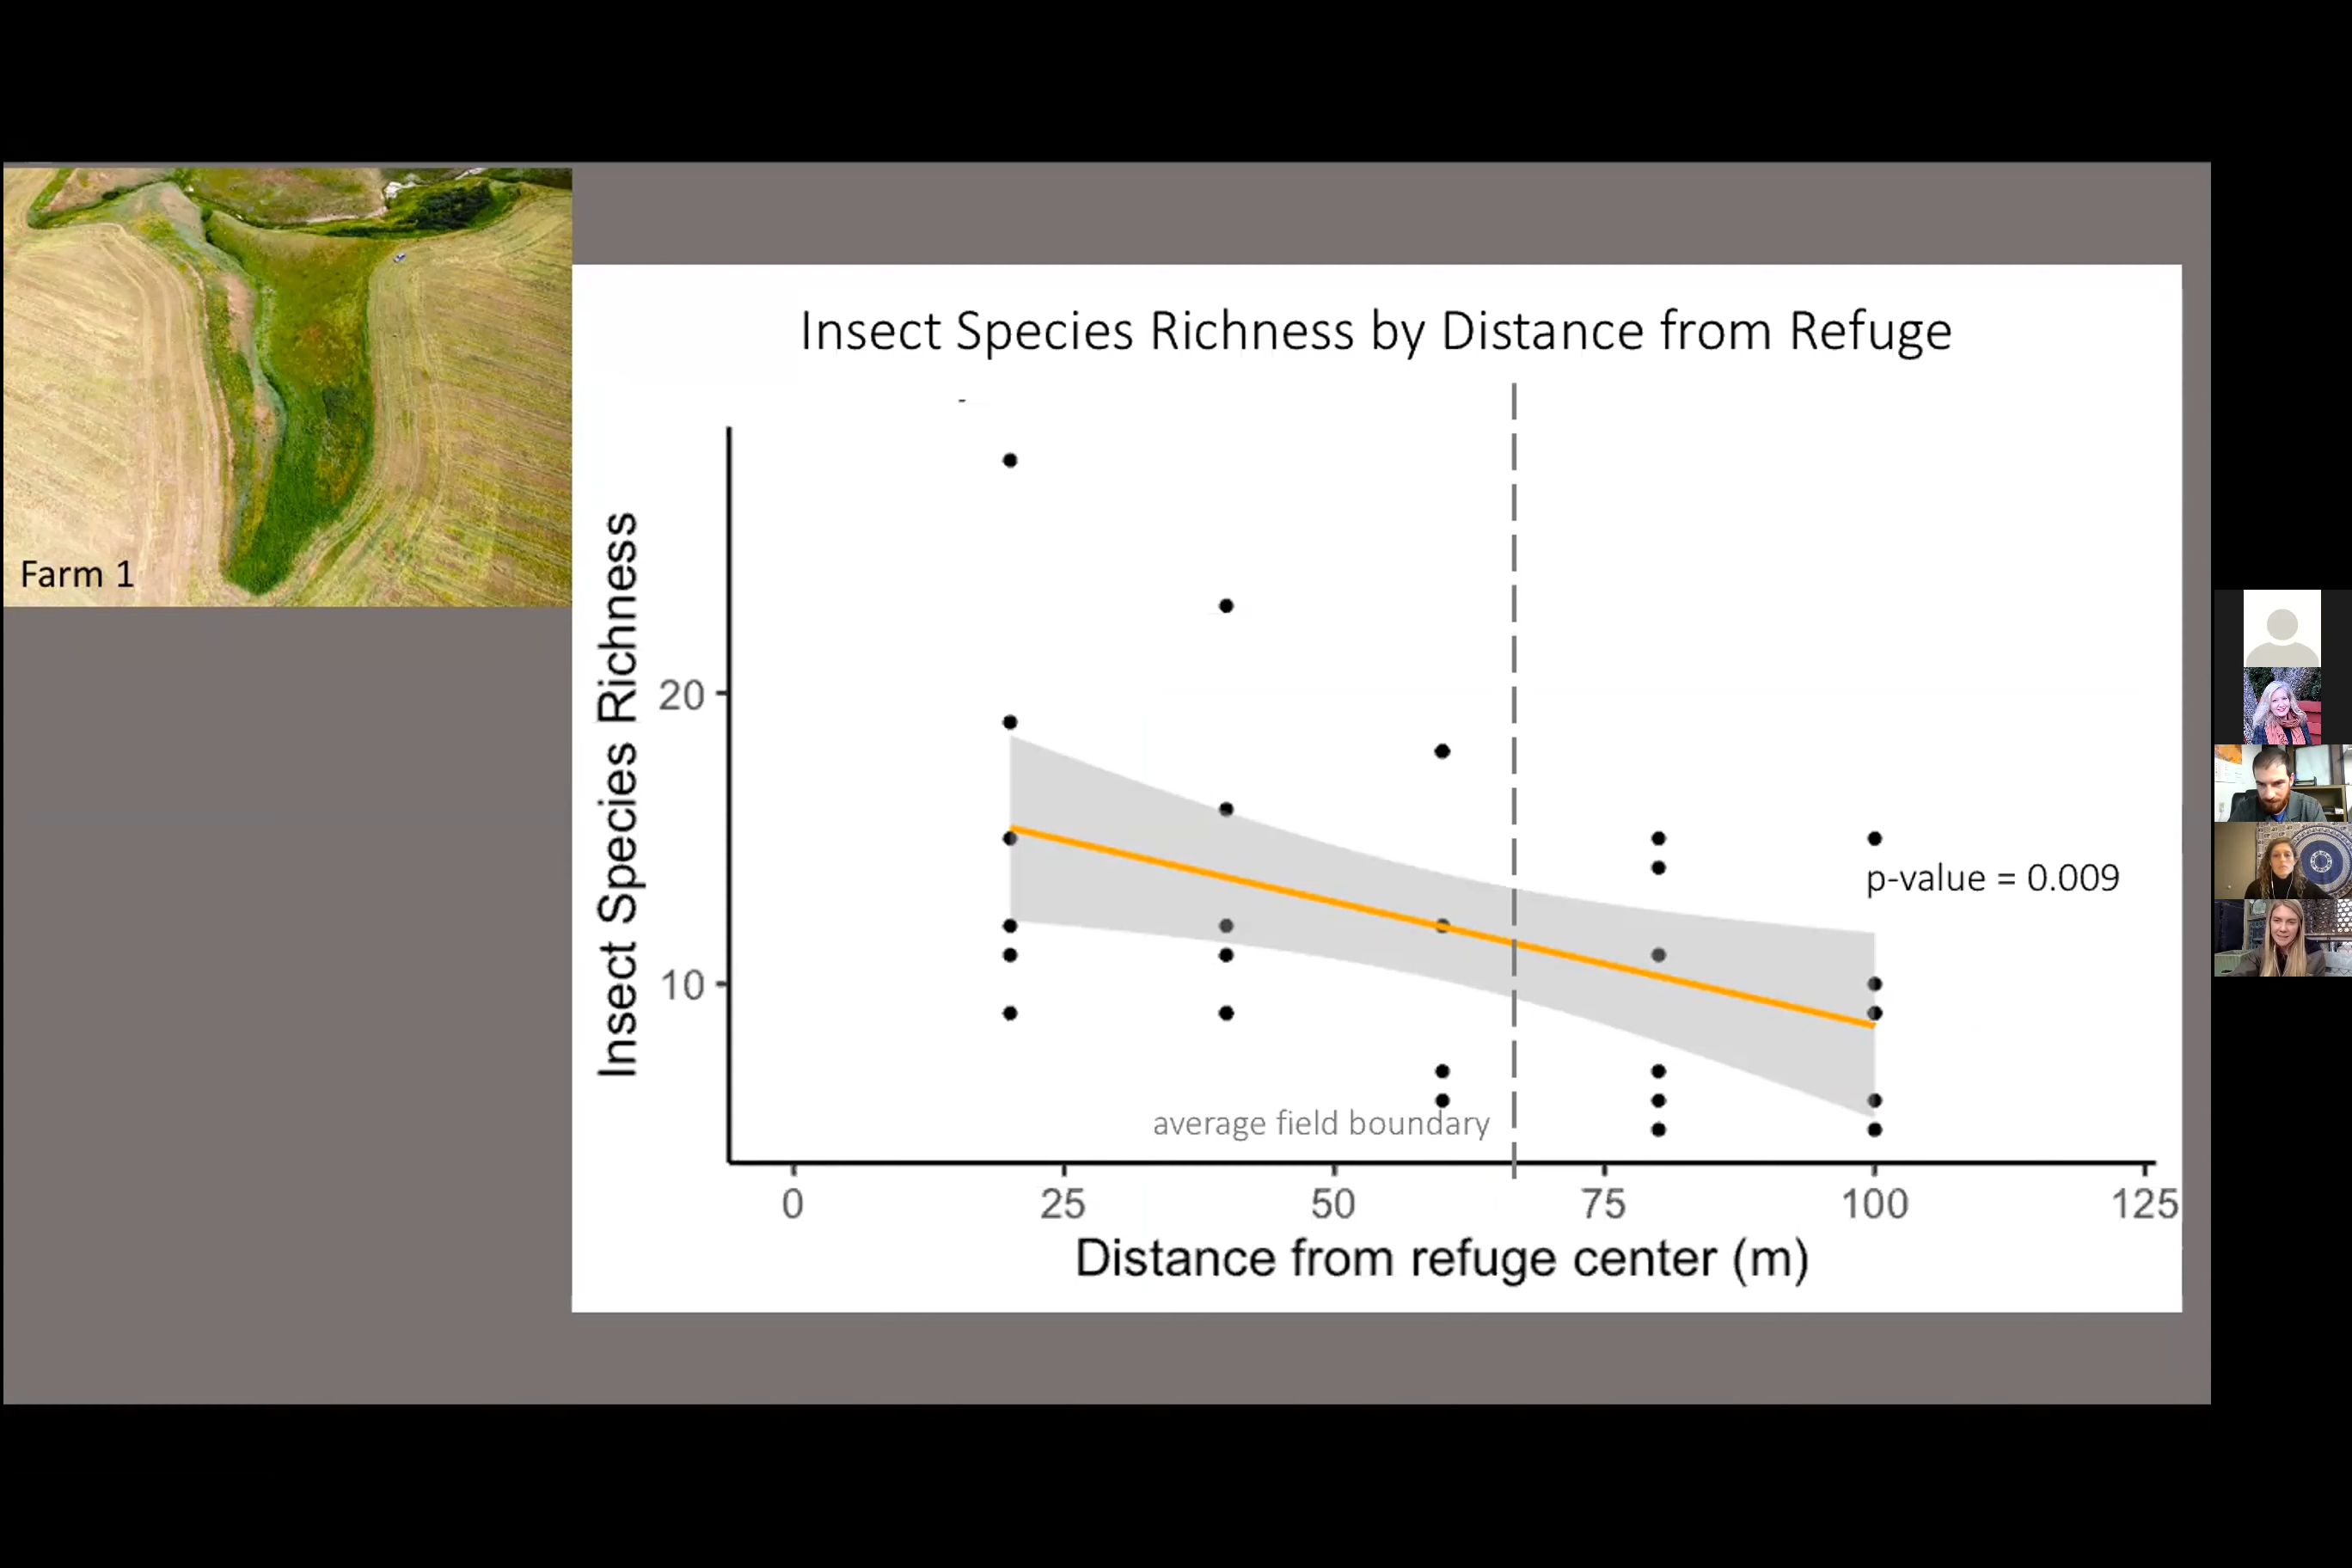 Farm 1
Insect Species Richness by Distance from Refuge
Insect Species Richness
20
10
p-value = 0.009
average field boundary
0 25 50 75 100 125
Distance from refuge center (m)